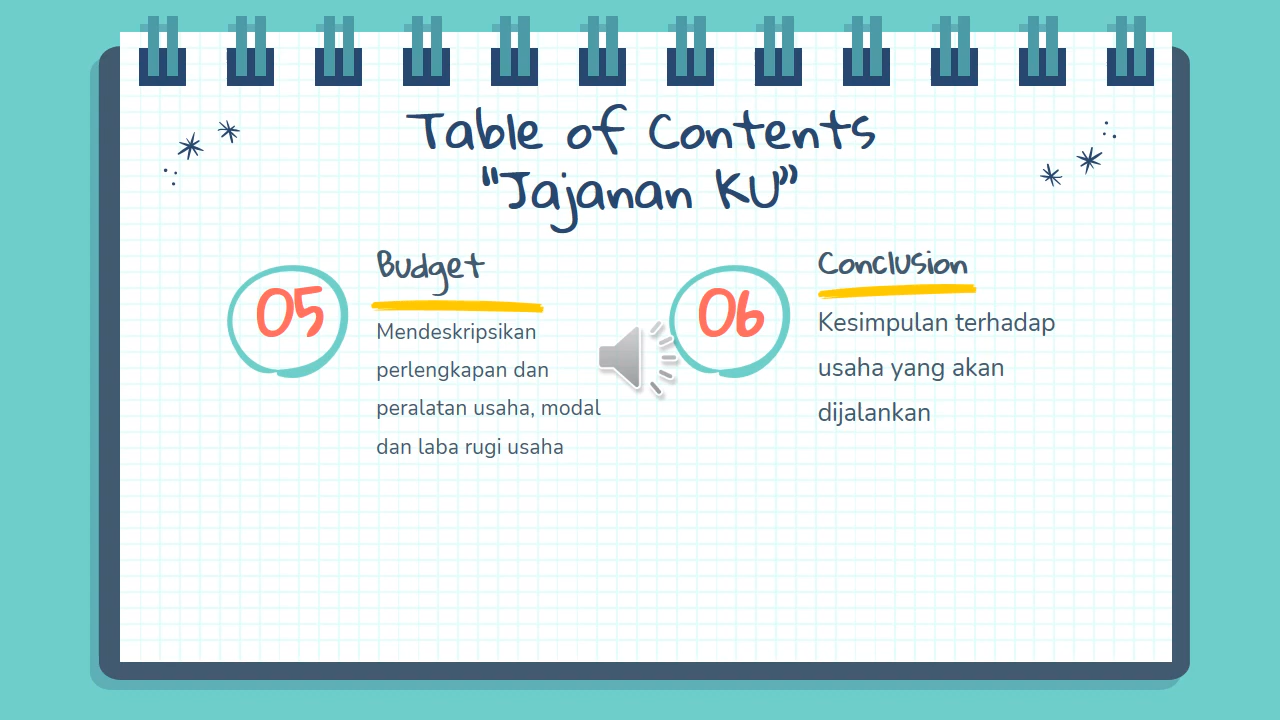 Table of Contents
"Jajanan KU”
05
Budget
Mendeskripsikan
perlengkapan dan
peralatan usaha, modal
dan laba rugi usaha
06
Conclusion
Kesimpulan terhadap
usaha yang akan
dijalankan